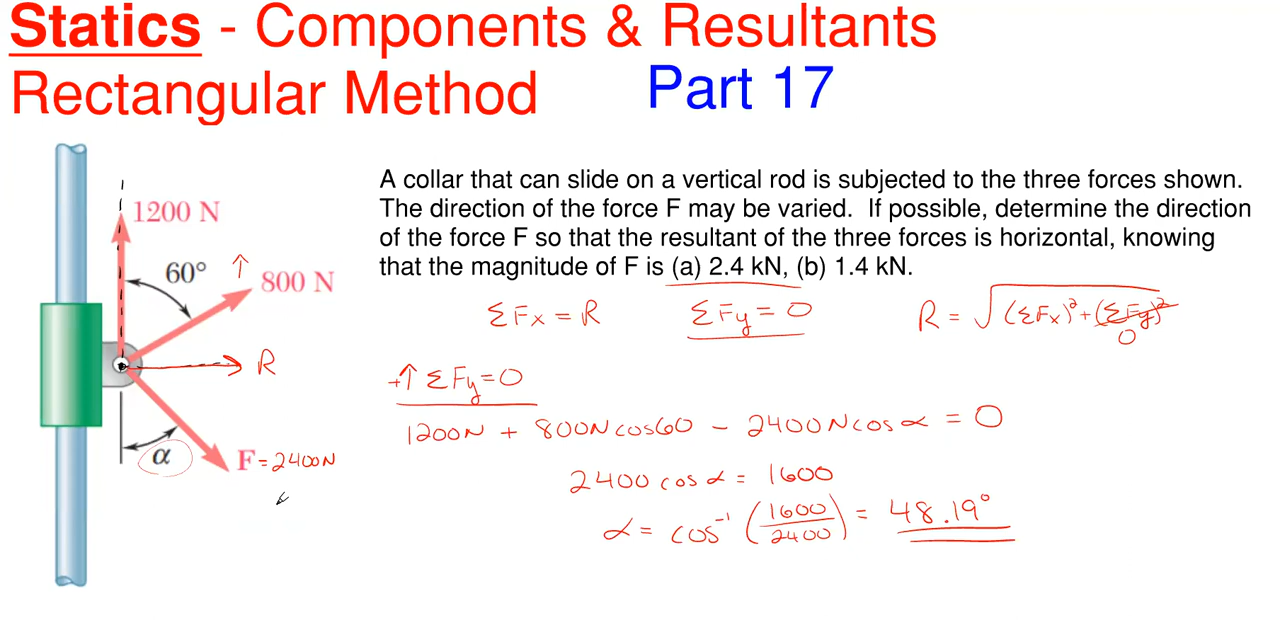 Statics - Components & Resultants
Rectangular Method Part 17
A collar that can slide on a vertical rod is subjected to the three forces shown.
The direction of the force F may be varied. If possible, determine the direction
of the force F so that the resultant of the three forces is horizontal, knowing
that the magnitude of F is (a) 2.4 kN, (b) 1.4 kN.
1200 N
60° ↑
800 N
R
α
F = 2400N
ΣFx = R ΣFy = 0 R = √(ΣFx)²+(ΣFy)²
0
+↑ ΣFy = 0
1200N + 800N cos60 - 2400N cos α = 0
2400 cos α = 1600
α = cos⁻¹ (1600/2400) = 48.19°